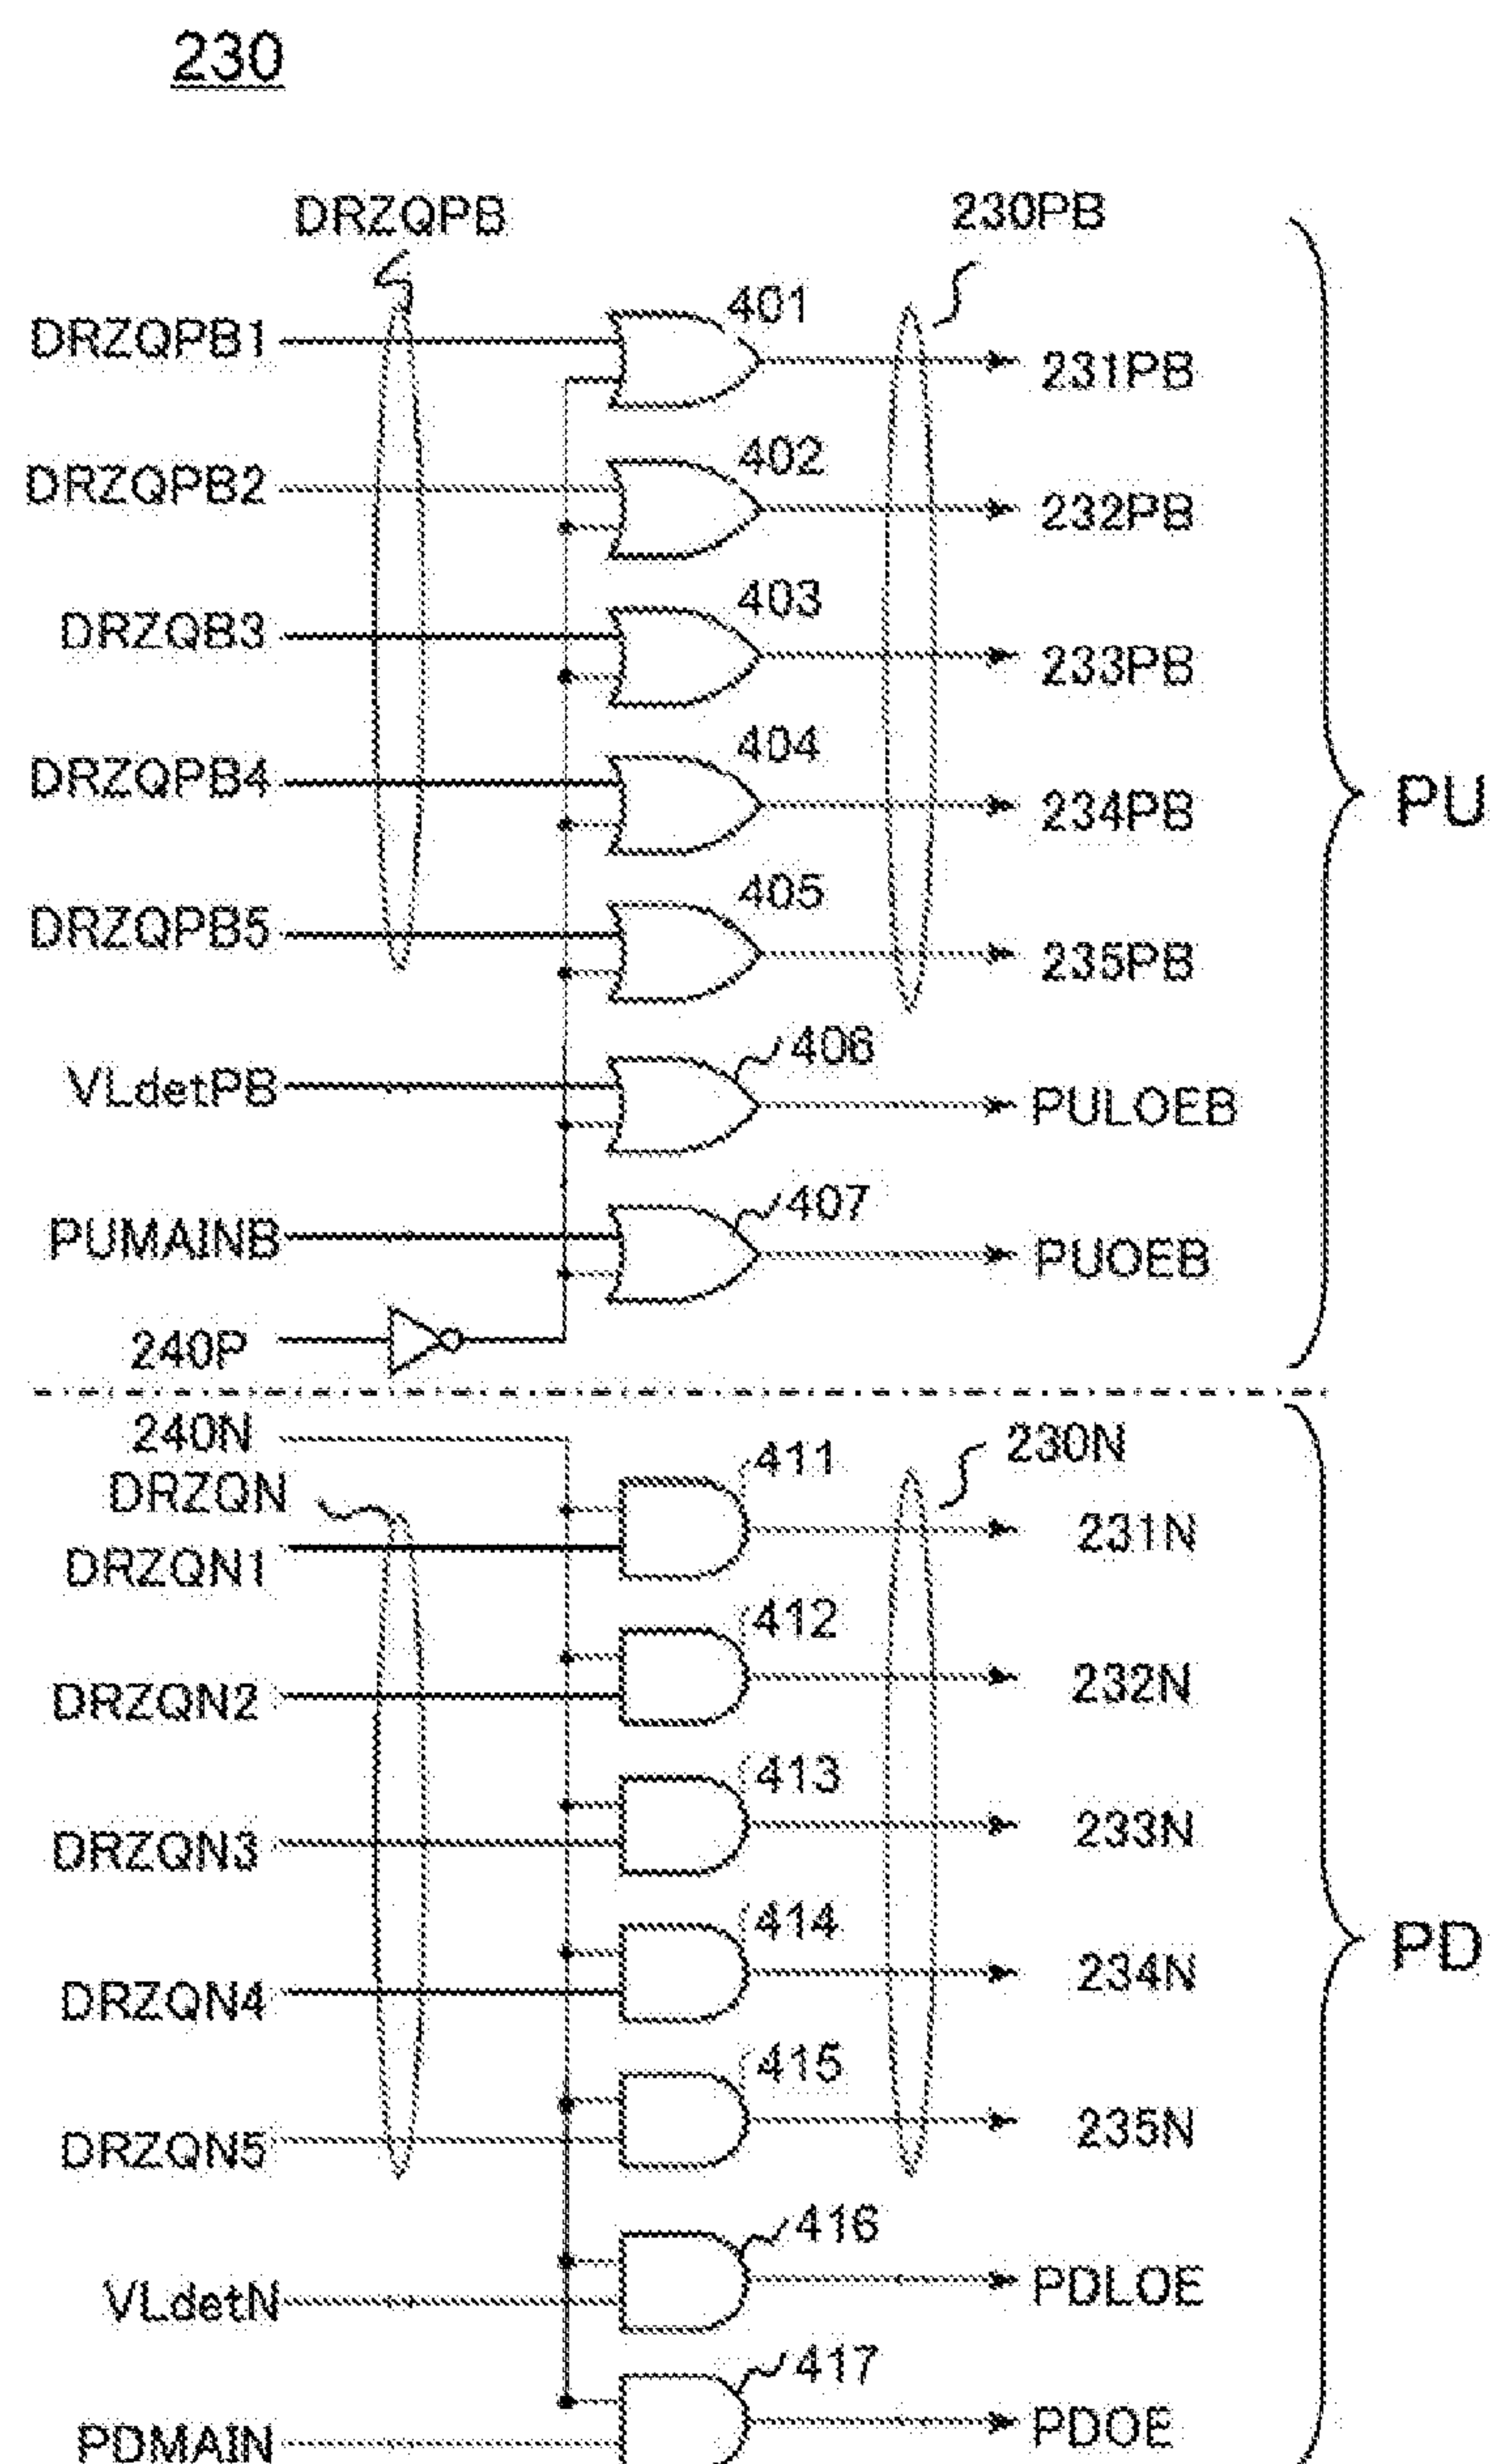 230
DRZQPB
230PB
DRZQPB1
401
231PB
DRZQPB2
402
232PB
DRZQB3
403
233PB
DRZQPB4
404
234PB
PU
DRZQPB5
405
235PB
VLdetPB
406
PULOEB
PUMAINB
407
PUOEB
240P
240N
DRZQN
411
230N
DRZQN1
231N
DRZQN2
412
232N
DRZQN3
413
233N
PD
DRZQN4
414
234N
DRZQN5
415
235N
VLdetN
416
PDLOE
PDMAIN
417
PDOE